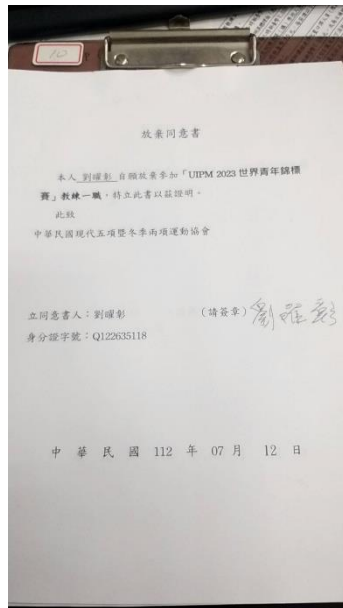 10
放棄同意書
本人 劉曜彰 自願放棄參加「UIPM 2023 世界青年錦標
賽」教練一職，特立此書以茲證明。
此致
中華民國現代五項暨冬季兩項運動協會
立同意書人：劉曜彰 （請簽章）劉曜彰
身分證字號：Q122635118
中 華 民 國 112 年 07 月 12 日